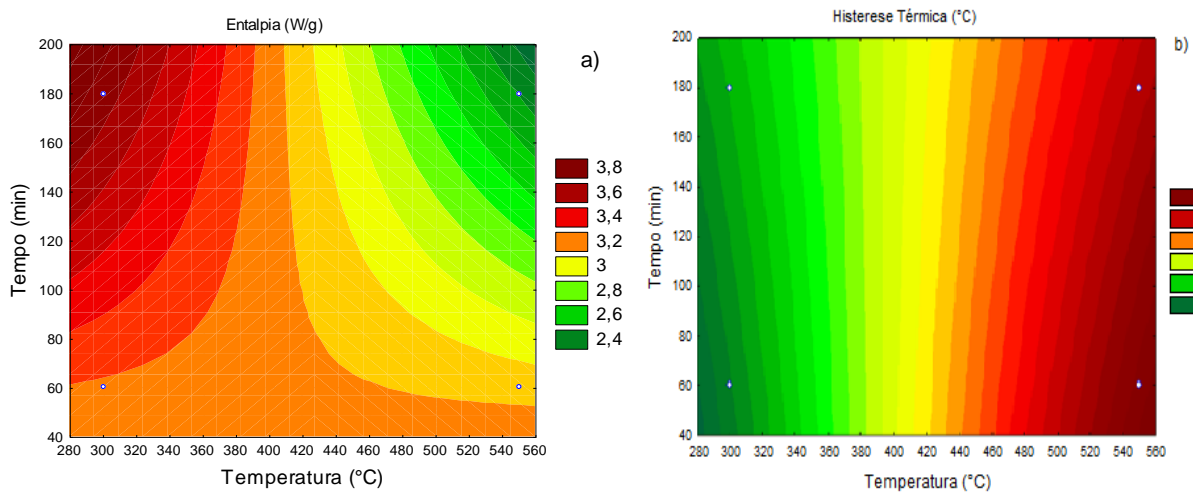 Entalpia (W/g)
a)
200
180
160
140
120
100
80
60
40
Tempo (min)
280 300 320 340 360 380 400 420 440 460 480 500 520 540 560
Temperatura (°C)
3,8
3,6
3,4
3,2
3
2,8
2,6
2,4
Histerese Térmica (°C)
b)
200
180
160
140
120
100
80
60
40
Tempo (min)
280 300 320 340 360 380 400 420 440 460 480 500 520 540 560
Temperatura (°C)